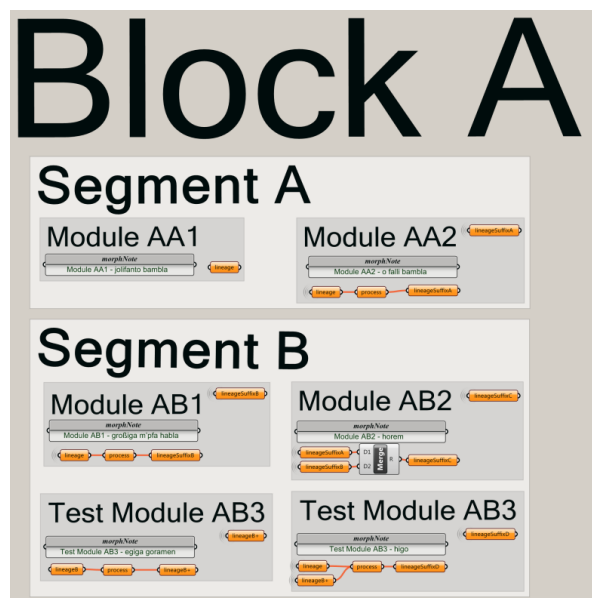 Block A
Segment A
Module AA1
morphNote
Module AA1 - jolifanto bambla
lineage
Module AA2
lineageSuffixA
morphNote
Module AA2 - o falli bambla
lineage process lineageSuffixA
Segment B
Module AB1
lineageSuffixB
morphNote
Module AB1 - großiga m'pfa habla
lineage process lineageSuffixB
Module AB2
lineageSuffixC
morphNote
Module AB2 - horem
lineageSuffixA D1 Merge R lineageSuffixC
lineageSuffixB D2
Test Module AB3
lineageB+
morphNote
Test Module AB3 - egiga goramen
lineageB process lineageB+
Test Module AB3
lineageSuffixD
morphNote
Test Module AB3 - higo
lineage process lineageSuffixD
lineageB+